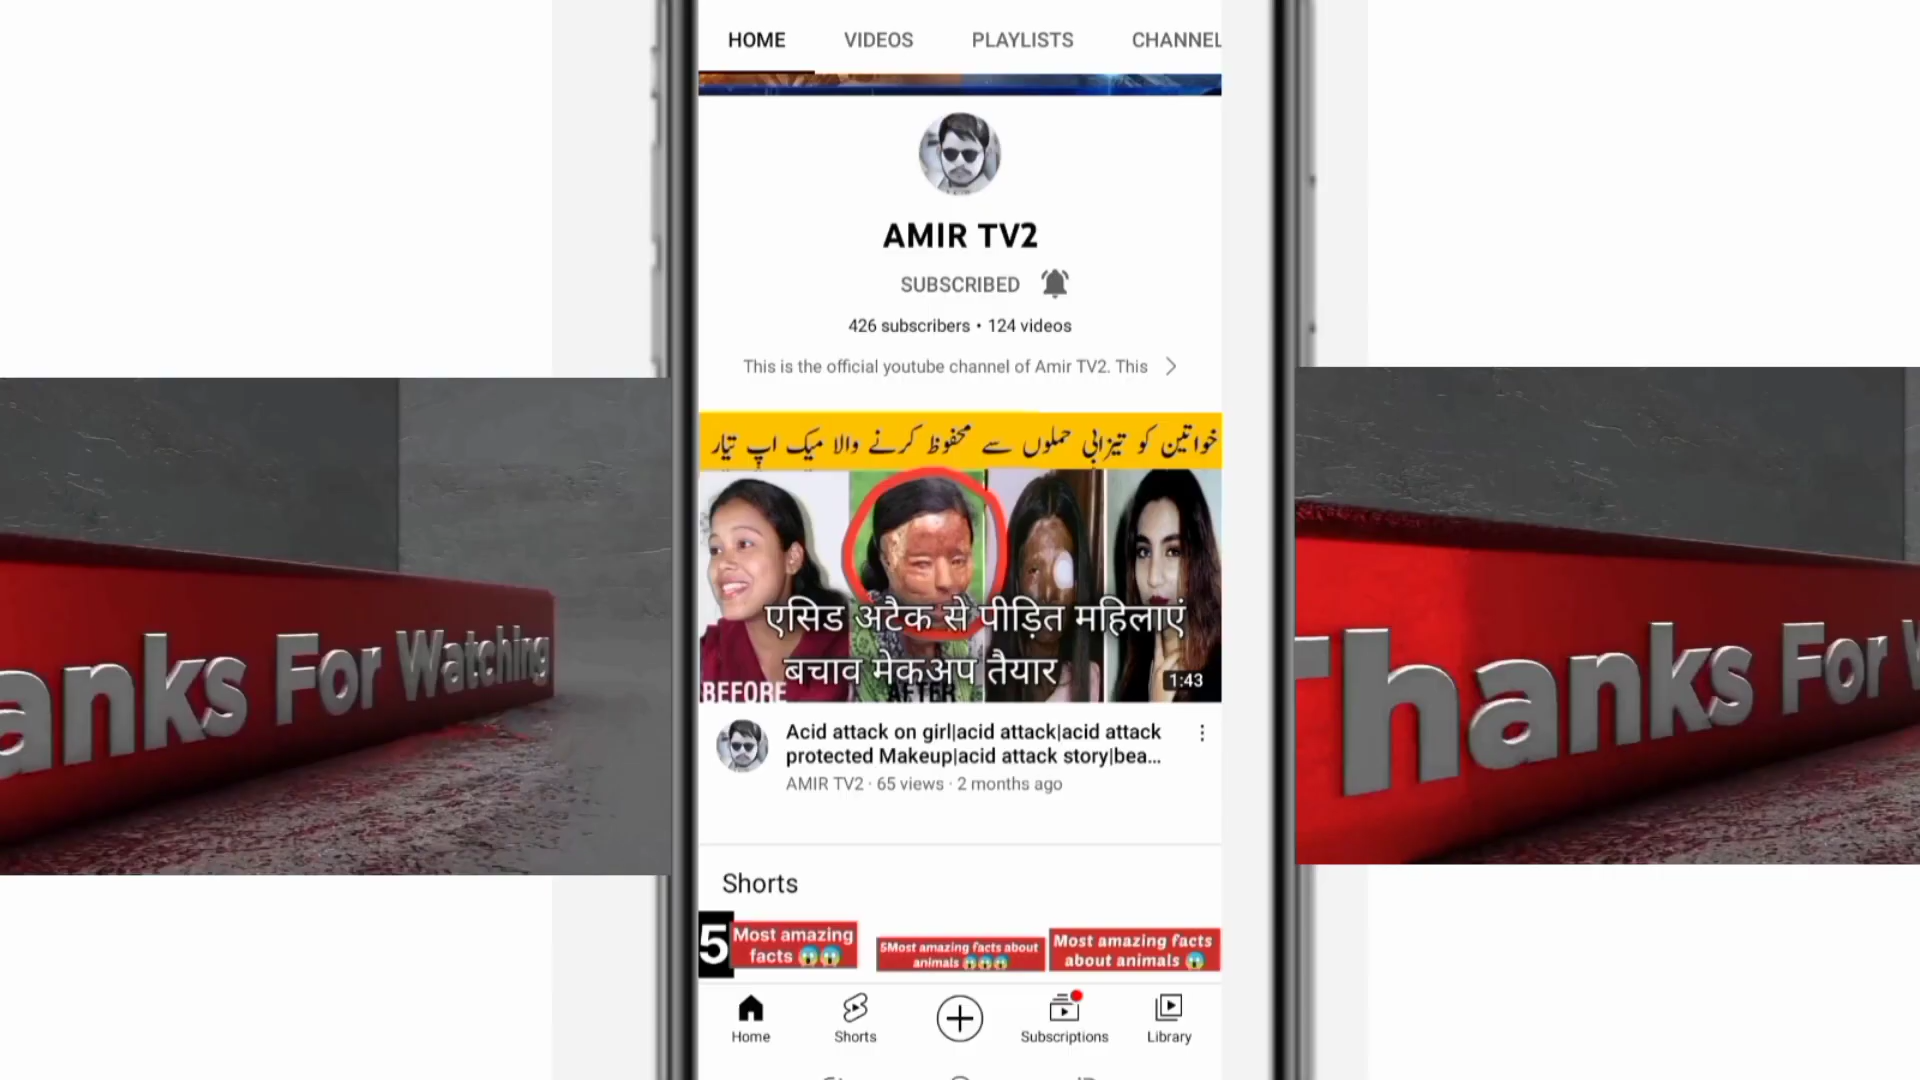 HOME VIDEOS PLAYLISTS CHANNEL
AMIR TV2
SUBSCRIBED
426 subscribers • 124 videos
This is the official youtube channel of Amir TV2. This
خواتین کو تیزابی حملوں سے محفوظ کرنے والا میک اپ تیار
एसिड अटैक से पीड़ित महिलाएं
बचाव मेकअप तैयार
BEFORE AFTER
1:43
Acid attack on girl|acid attack|acid attack
protected Makeup|acid attack story|bea...
AMIR TV2 · 65 views · 2 months ago
anks For Watching
Thanks For W
Shorts
5 Most amazing
facts 😱😱
5Most amazing facts about
animals 😱😱😱
Most amazing facts
about animals 😱
Home Shorts Subscriptions Library